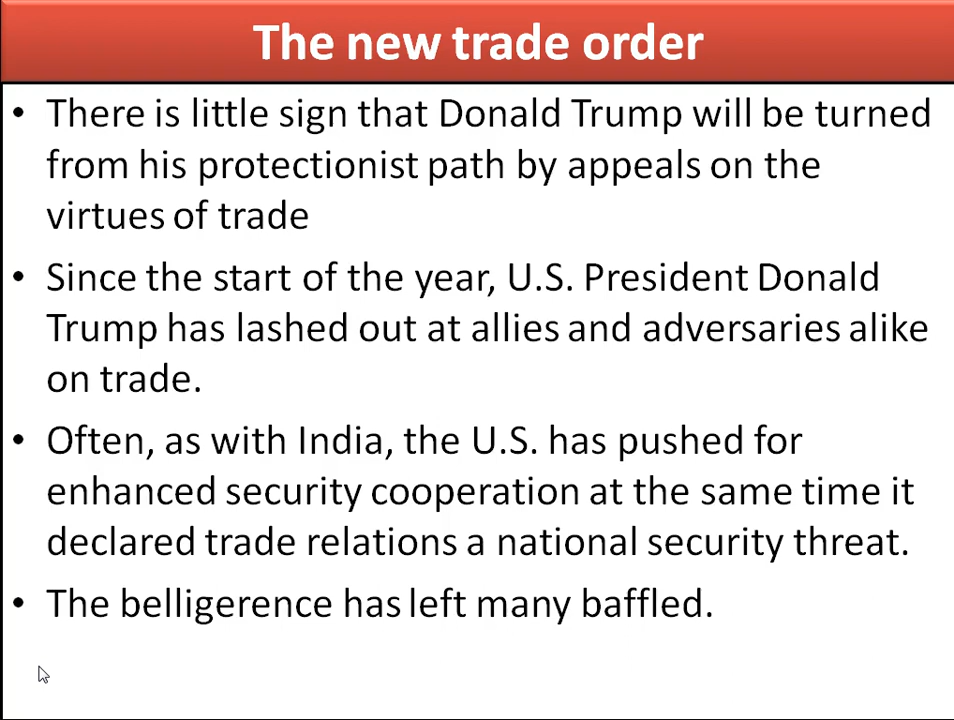 The new trade order
• There is little sign that Donald Trump will be turned
from his protectionist path by appeals on the
virtues of trade
• Since the start of the year, U.S. President Donald
Trump has lashed out at allies and adversaries alike
on trade.
• Often, as with India, the U.S. has pushed for
enhanced security cooperation at the same time it
declared trade relations a national security threat.
• The belligerence has left many baffled.